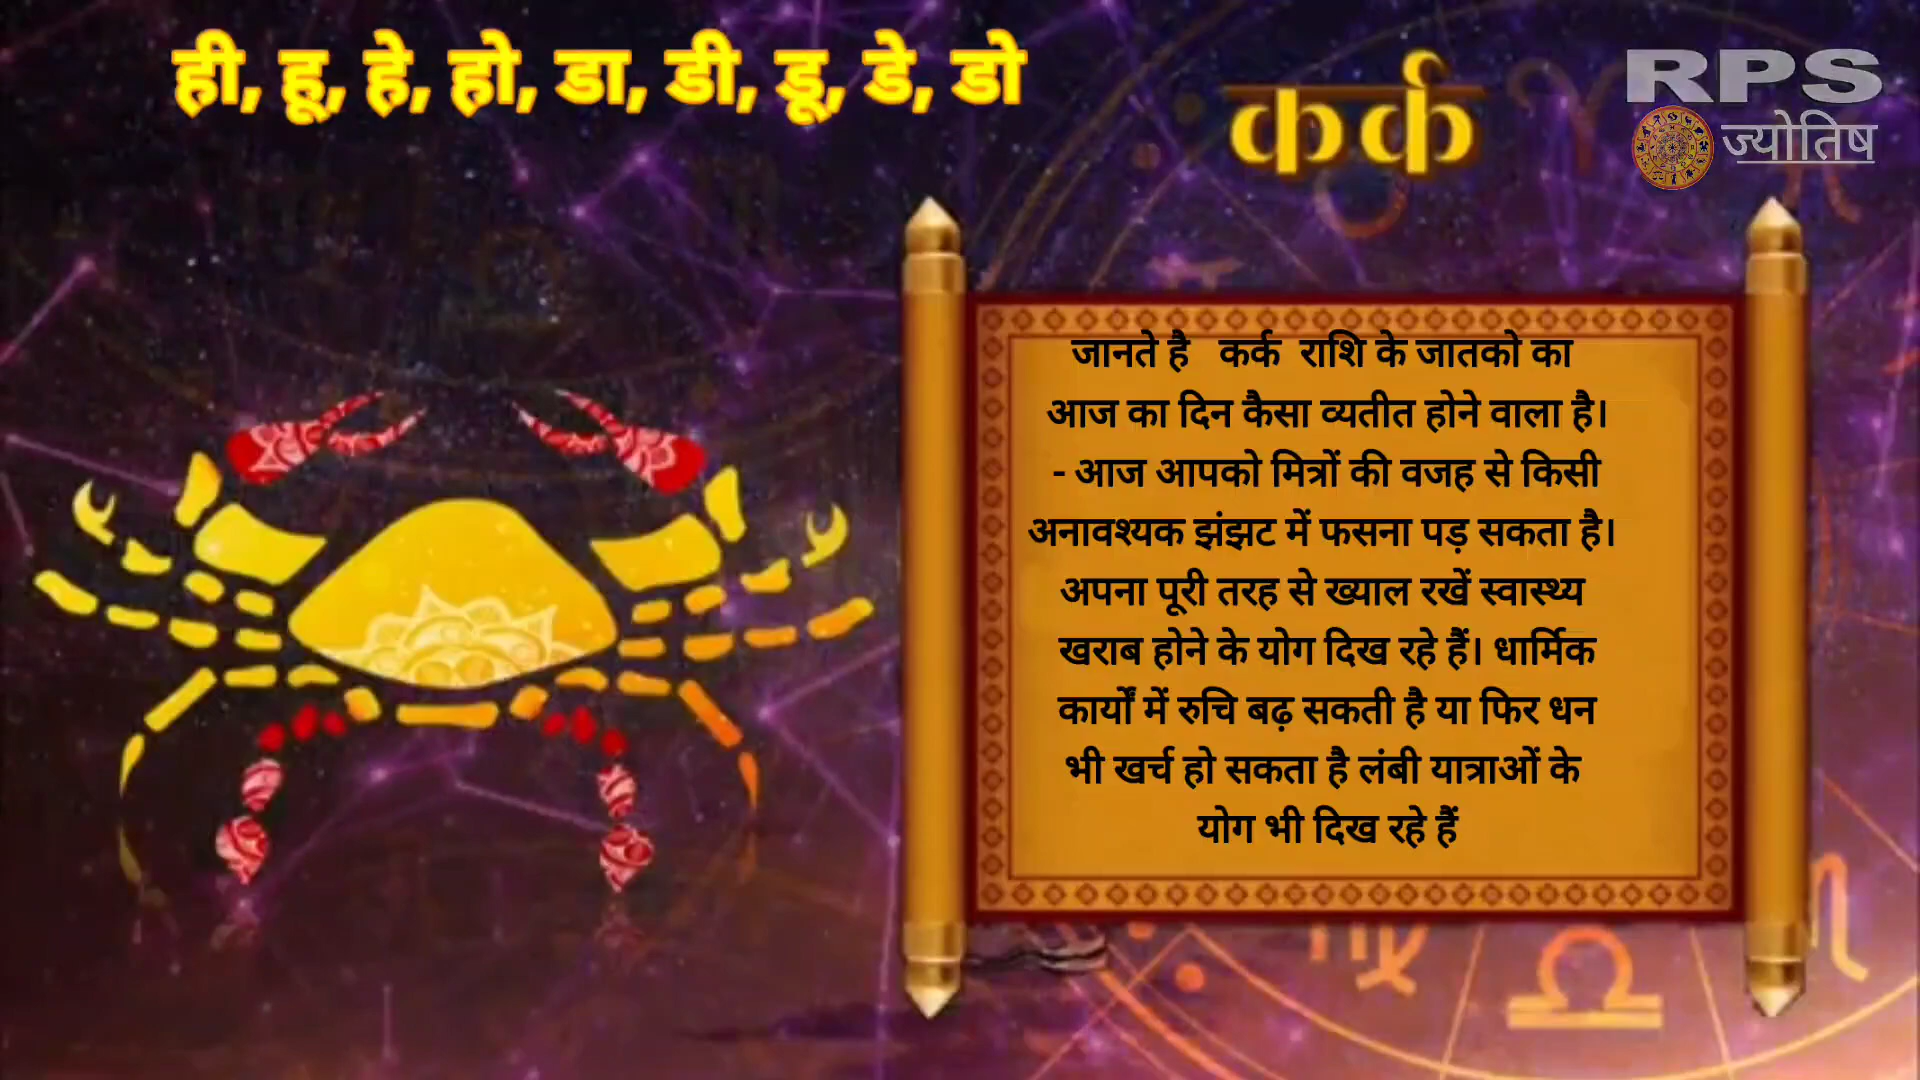 ही, हू, हे, हो, डा, डी, डू, डे, डो
कर्क
RPS
ज्योतिष
जानते है कर्क राशि के जातको का
आज का दिन कैसा व्यतीत होने वाला है।
- आज आपको मित्रों की वजह से किसी
अनावश्यक झंझट में फसना पड़ सकता है।
अपना पूरी तरह से ख्याल रखें स्वास्थ्य
खराब होने के योग दिख रहे हैं। धार्मिक
कार्यों में रुचि बढ़ सकती है या फिर धन
भी खर्च हो सकता है लंबी यात्राओं के
योग भी दिख रहे हैं